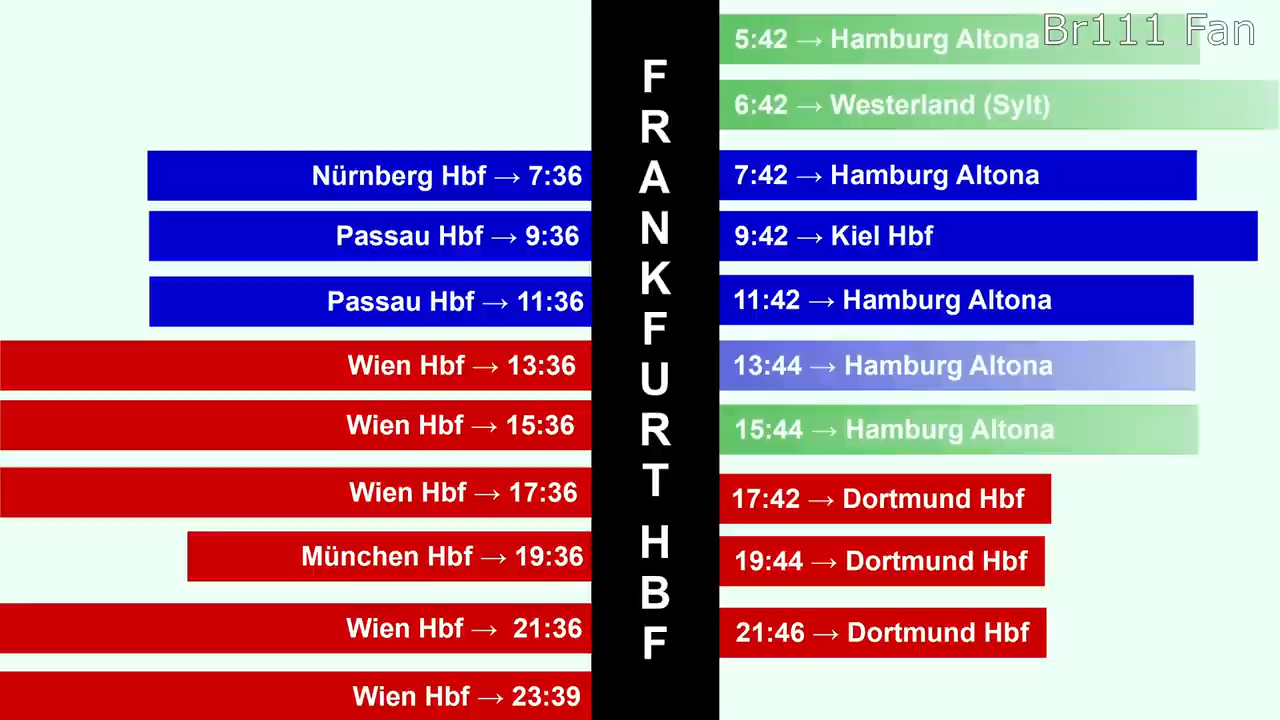 Br111 Fan
5:42 → Hamburg Altona
6:42 → Westerland (Sylt)
Nürnberg Hbf → 7:36
7:42 → Hamburg Altona
Passau Hbf → 9:36
9:42 → Kiel Hbf
Passau Hbf → 11:36
11:42 → Hamburg Altona
Wien Hbf → 13:36
13:44 → Hamburg Altona
Wien Hbf → 15:36
15:44 → Hamburg Altona
Wien Hbf → 17:36
17:42 → Dortmund Hbf
München Hbf → 19:36
19:44 → Dortmund Hbf
Wien Hbf → 21:36
21:46 → Dortmund Hbf
Wien Hbf → 23:39
FRANKFURT HBF